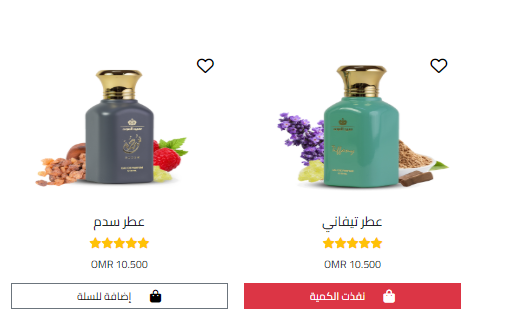 عطر تيفاني
OMR 10.500
نفذت الكمية
عطر سدم
OMR 10.500
إضافة للسلة